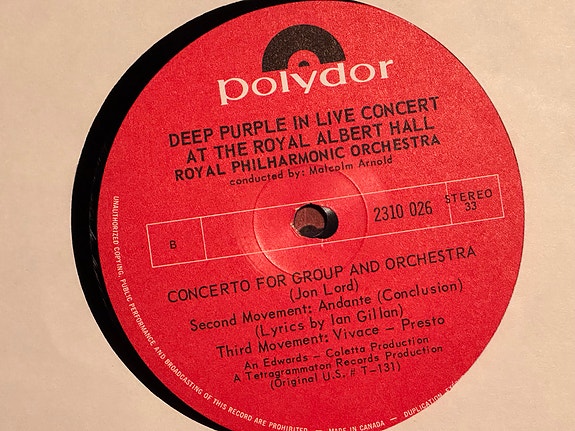 polydor
DEEP PURPLE IN LIVE CONCERT
AT THE ROYAL ALBERT HALL
ROYAL PHILHARMONIC ORCHESTRA
conducted by: Malcolm Arnold
B
2310 026
STEREO
33
CONCERTO FOR GROUP AND ORCHESTRA
(Jon Lord)
Second Movement: Andante (Conclusion)
(Lyrics by Ian Gillan)
Third Movement: Vivace – Presto
An Edwards – Coletta Production
A Tetragrammaton Records Production
(Original U.S. # T-131)
UNAUTHORIZED COPYING, PUBLIC PERFORMANCE AND BROADCASTING OF THIS RECORD ARE PROHIBITED – MADE IN CANADA – DUPLICATION